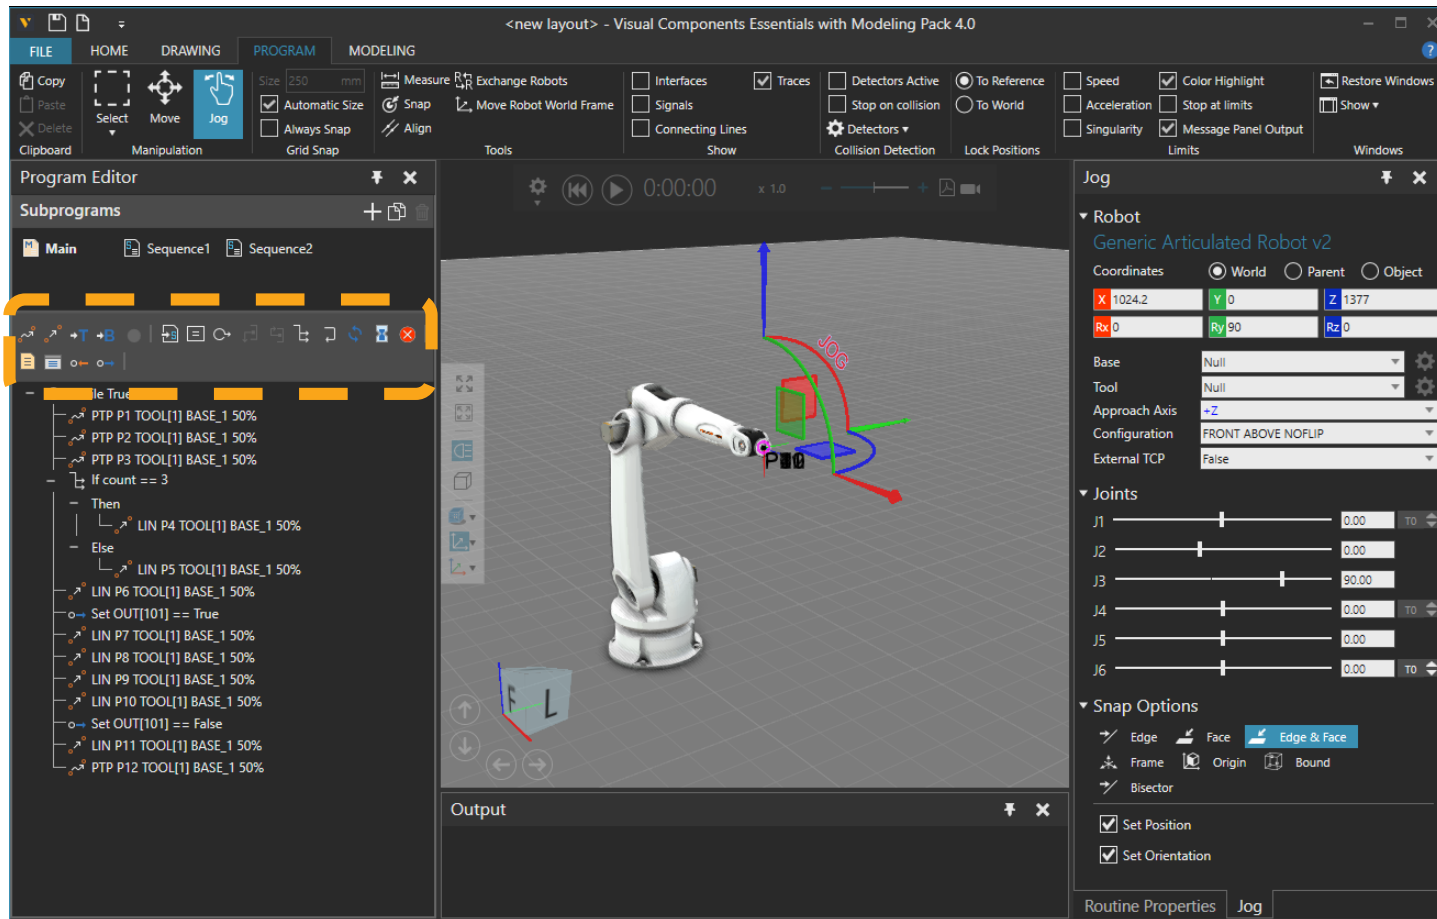 <new layout> - Visual Components Essentials with Modeling Pack 4.0
FILE HOME DRAWING PROGRAM MODELING
Copy
Paste
Delete
Clipboard
Select
Move
Jog
Manipulation
Size 250 mm
Automatic Size
Always Snap
Grid Snap
Measure
Snap
Align
Exchange Robots
Move Robot World Frame
Tools
Interfaces
Signals
Connecting Lines
Traces
Show
Detectors Active
Stop on collision
Detectors
Collision Detection
To Reference
To World
Lock Positions
Speed
Acceleration
Singularity
Color Highlight
Stop at limits
Message Panel Output
Limits
Restore Windows
Show
Windows
Program Editor
Subprograms
Main Sequence1 Sequence2
le True
PTP P1 TOOL[1] BASE_1 50%
PTP P2 TOOL[1] BASE_1 50%
PTP P3 TOOL[1] BASE_1 50%
If count == 3
Then
LIN P4 TOOL[1] BASE_1 50%
Else
LIN P5 TOOL[1] BASE_1 50%
LIN P6 TOOL[1] BASE_1 50%
Set OUT[101] == True
LIN P7 TOOL[1] BASE_1 50%
LIN P8 TOOL[1] BASE_1 50%
LIN P9 TOOL[1] BASE_1 50%
LIN P10 TOOL[1] BASE_1 50%
Set OUT[101] == False
LIN P11 TOOL[1] BASE_1 50%
PTP P12 TOOL[1] BASE_1 50%
0:00:00 x 1.0
JOG
F L
Output
Jog
Robot
Generic Articulated Robot v2
Coordinates World Parent Object
X 1024.2 Y 0 Z 1377
Rx 0 Ry 90 Rz 0
Base Null
Tool Null
Approach Axis +Z
Configuration FRONT ABOVE NOFLIP
External TCP False
Joints
J1 0.00 T0
J2 0.00
J3 90.00
J4 0.00 T0
J5 0.00
J6 0.00 T0
Snap Options
Edge Face Edge & Face
Frame Origin Bound
Bisector
Set Position
Set Orientation
Routine Properties Jog